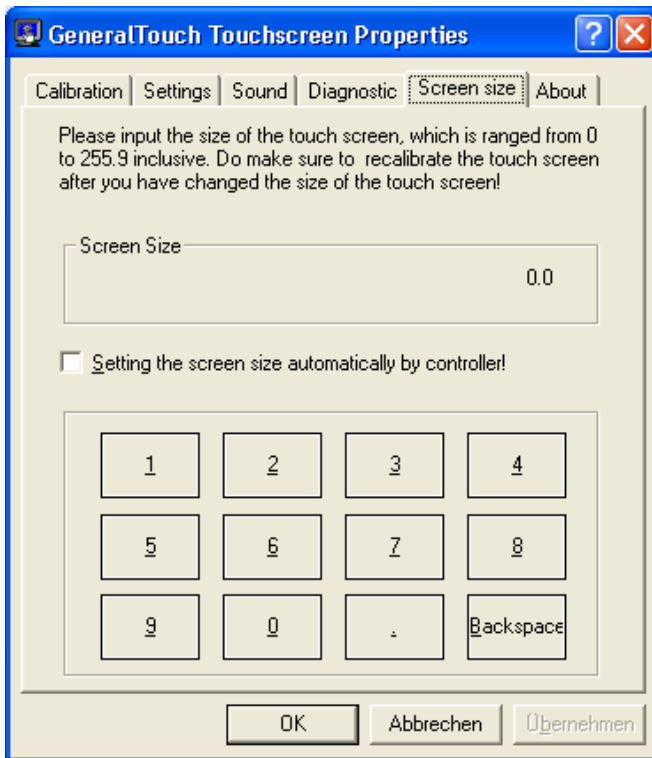 GeneralTouch Touchscreen Properties
Calibration Settings Sound Diagnostic Screen size About
Please input the size of the touch screen, which is ranged from 0
to 255.9 inclusive. Do make sure to recalibrate the touch screen
after you have changed the size of the touch screen!
Screen Size
0.0
Setting the screen size automatically by controller!
1 2 3 4
5 6 7 8
9 0 . Backspace
OK Abbrechen Übernehmen